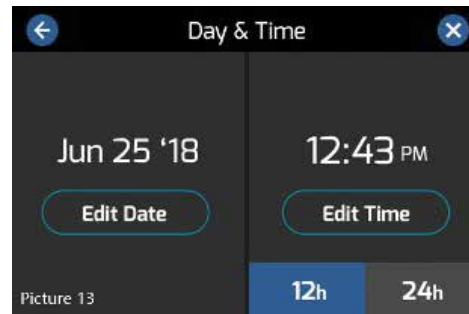 Day & Time
Jun 25 ‘18
Edit Date
12:43 PM
Edit Time
12h
24h
Picture 13